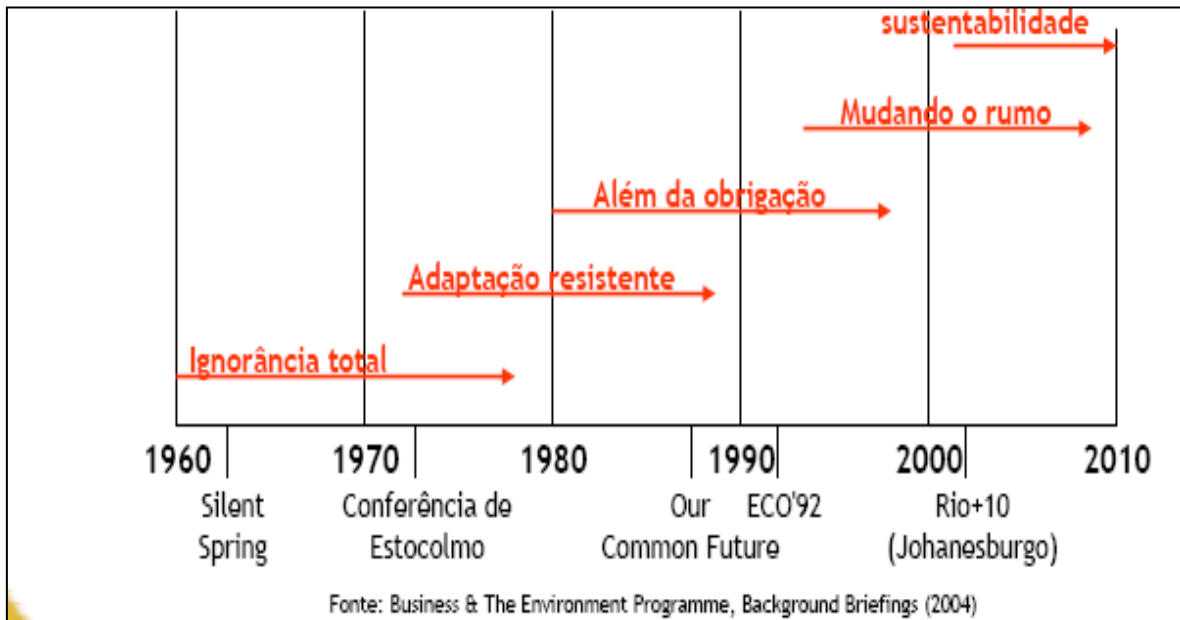 sustentabilidade
Mudando o rumo
Além da obrigação
Adaptação resistente
Ignorância total
1960 1970 1980 1990 2000 2010
Silent Conferência de Our ECO'92 Rio+10
Spring Estocolmo Common Future (Johanesburgo)
Fonte: Business & The Environment Programme, Background Briefings (2004)